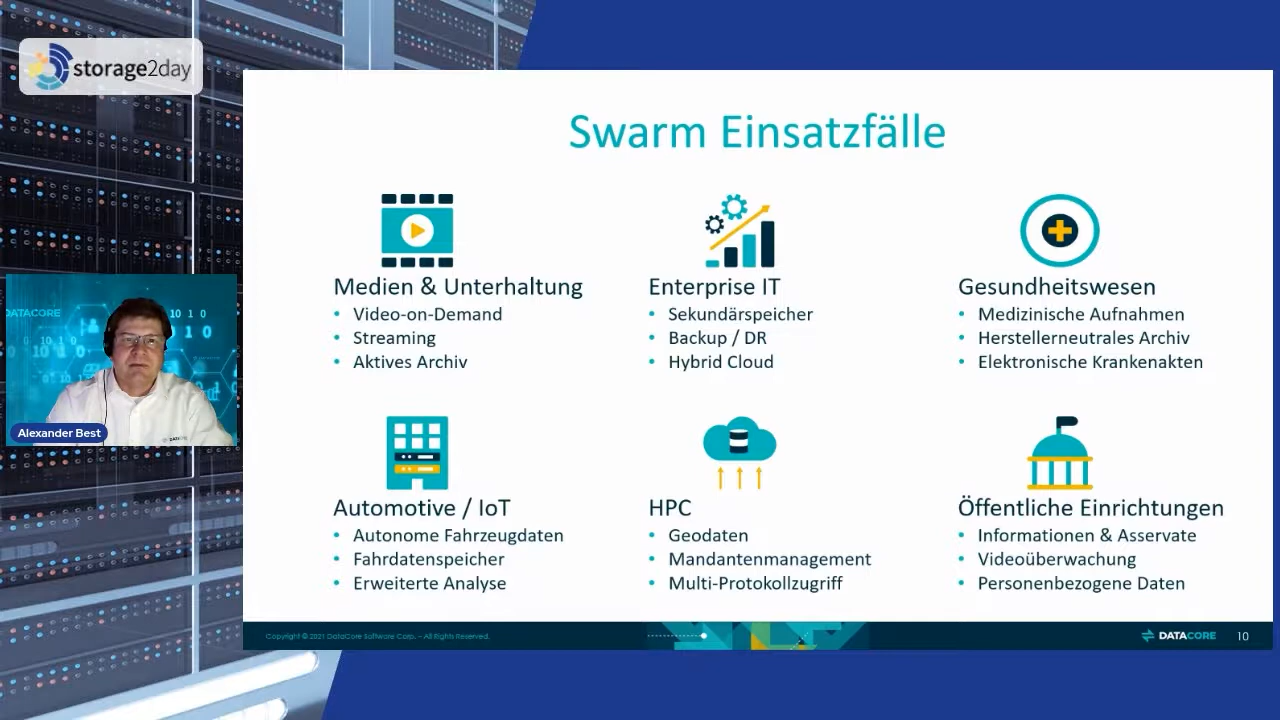 storage2day
Swarm Einsatzfälle
Medien & Unterhaltung
• Video-on-Demand
• Streaming
• Aktives Archiv
Enterprise IT
• Sekundärspeicher
• Backup / DR
• Hybrid Cloud
Gesundheitswesen
• Medizinische Aufnahmen
• Herstellerneutrales Archiv
• Elektronische Krankenakten
DATACORE
Alexander Best
Automotive / IoT
• Autonome Fahrzeugdaten
• Fahrdatenspeicher
• Erweiterte Analyse
HPC
• Geodaten
• Mandantenmanagement
• Multi-Protokollzugriff
Öffentliche Einrichtungen
• Informationen & Asservate
• Videoüberwachung
• Personenbezogene Daten
Copyright © 2021 DataCore Software Corp. – All Rights Reserved.
DATACORE
10